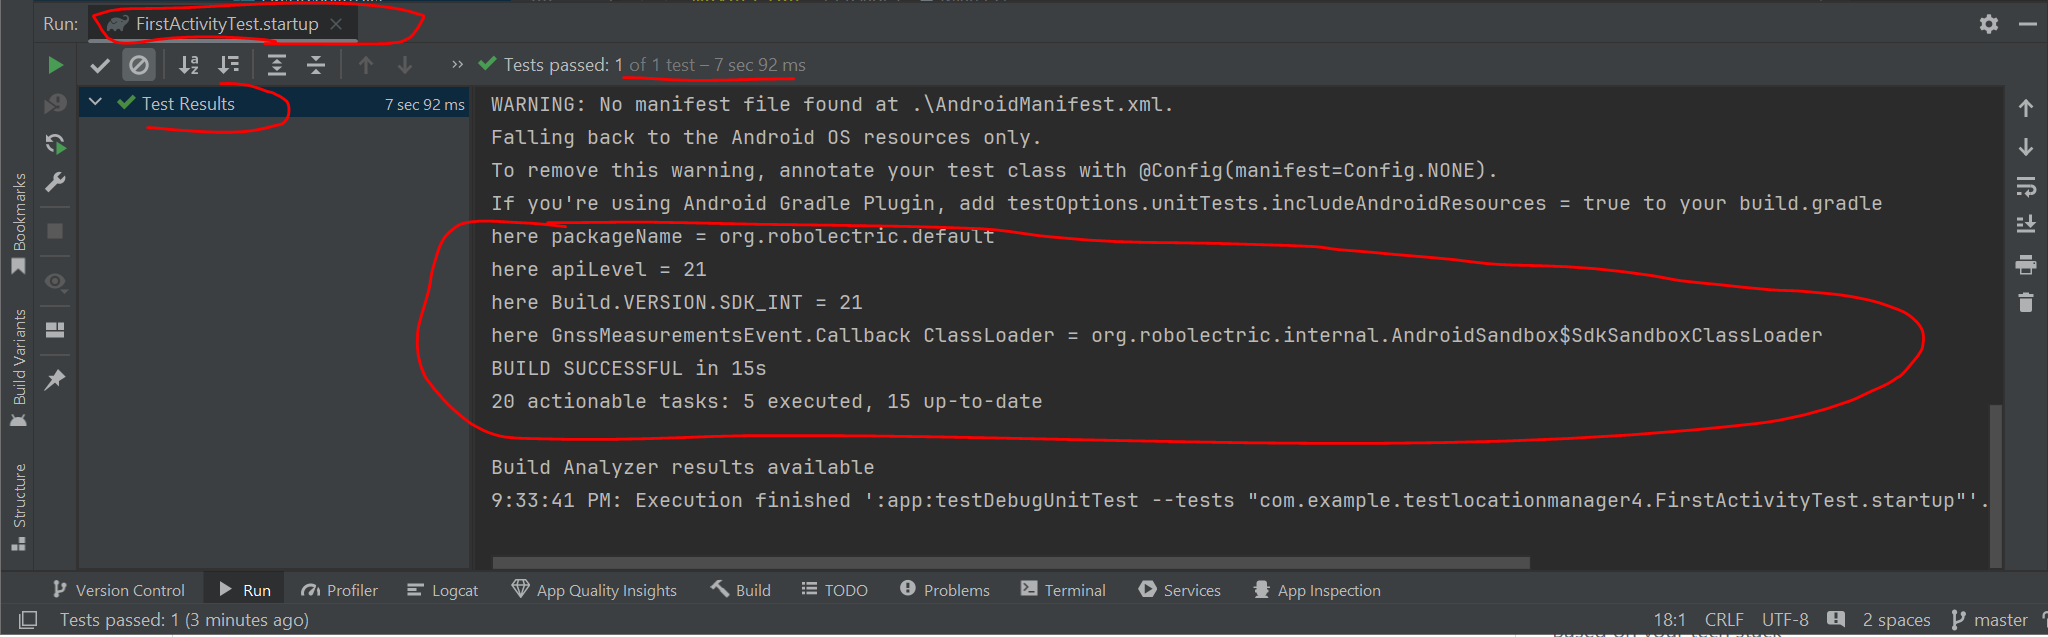 Run: FirstActivityTest.startup
Tests passed: 1 of 1 test – 7 sec 92 ms
Test Results 7 sec 92 ms
WARNING: No manifest file found at .\AndroidManifest.xml.
Falling back to the Android OS resources only.
To remove this warning, annotate your test class with @Config(manifest=Config.NONE).
If you're using Android Gradle Plugin, add testOptions.unitTests.includeAndroidResources = true to your build.gradle
here packageName = org.robolectric.default
here apiLevel = 21
here Build.VERSION.SDK_INT = 21
here GnssMeasurementsEvent.Callback ClassLoader = org.robolectric.internal.AndroidSandbox$SdkSandboxClassLoader
BUILD SUCCESSFUL in 15s
20 actionable tasks: 5 executed, 15 up-to-date
Build Analyzer results available
9:33:41 PM: Execution finished ':app:testDebugUnitTest --tests "com.example.testlocationmanager4.FirstActivityTest.startup"'.
Bookmarks
Build Variants
Structure
Version Control Run Profiler Logcat App Quality Insights Build TODO Problems Terminal Services App Inspection
Tests passed: 1 (3 minutes ago) 18:1 CRLF UTF-8 2 spaces master